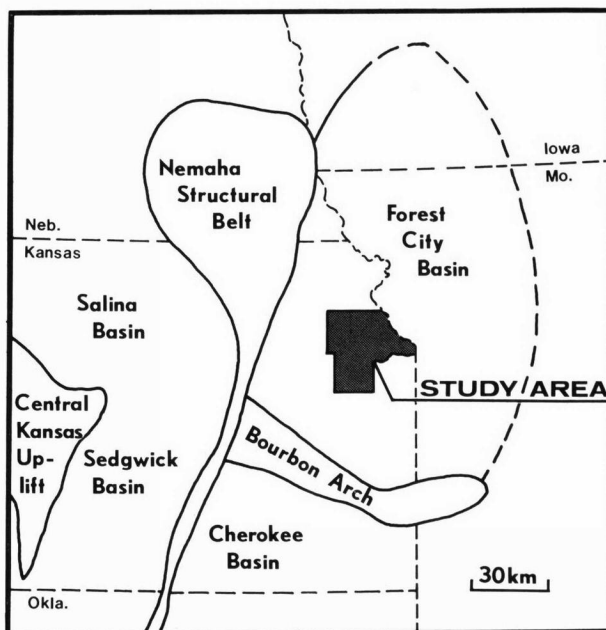 Iowa
Mo.
Nemaha
Structural
Belt
Forest
City
Basin
Neb.
Kansas
Salina
Basin
STUDY AREA
Central
Kansas
Up-
lift
Sedgwick
Basin
Bourbon Arch
Cherokee
Basin
30km
Okla.